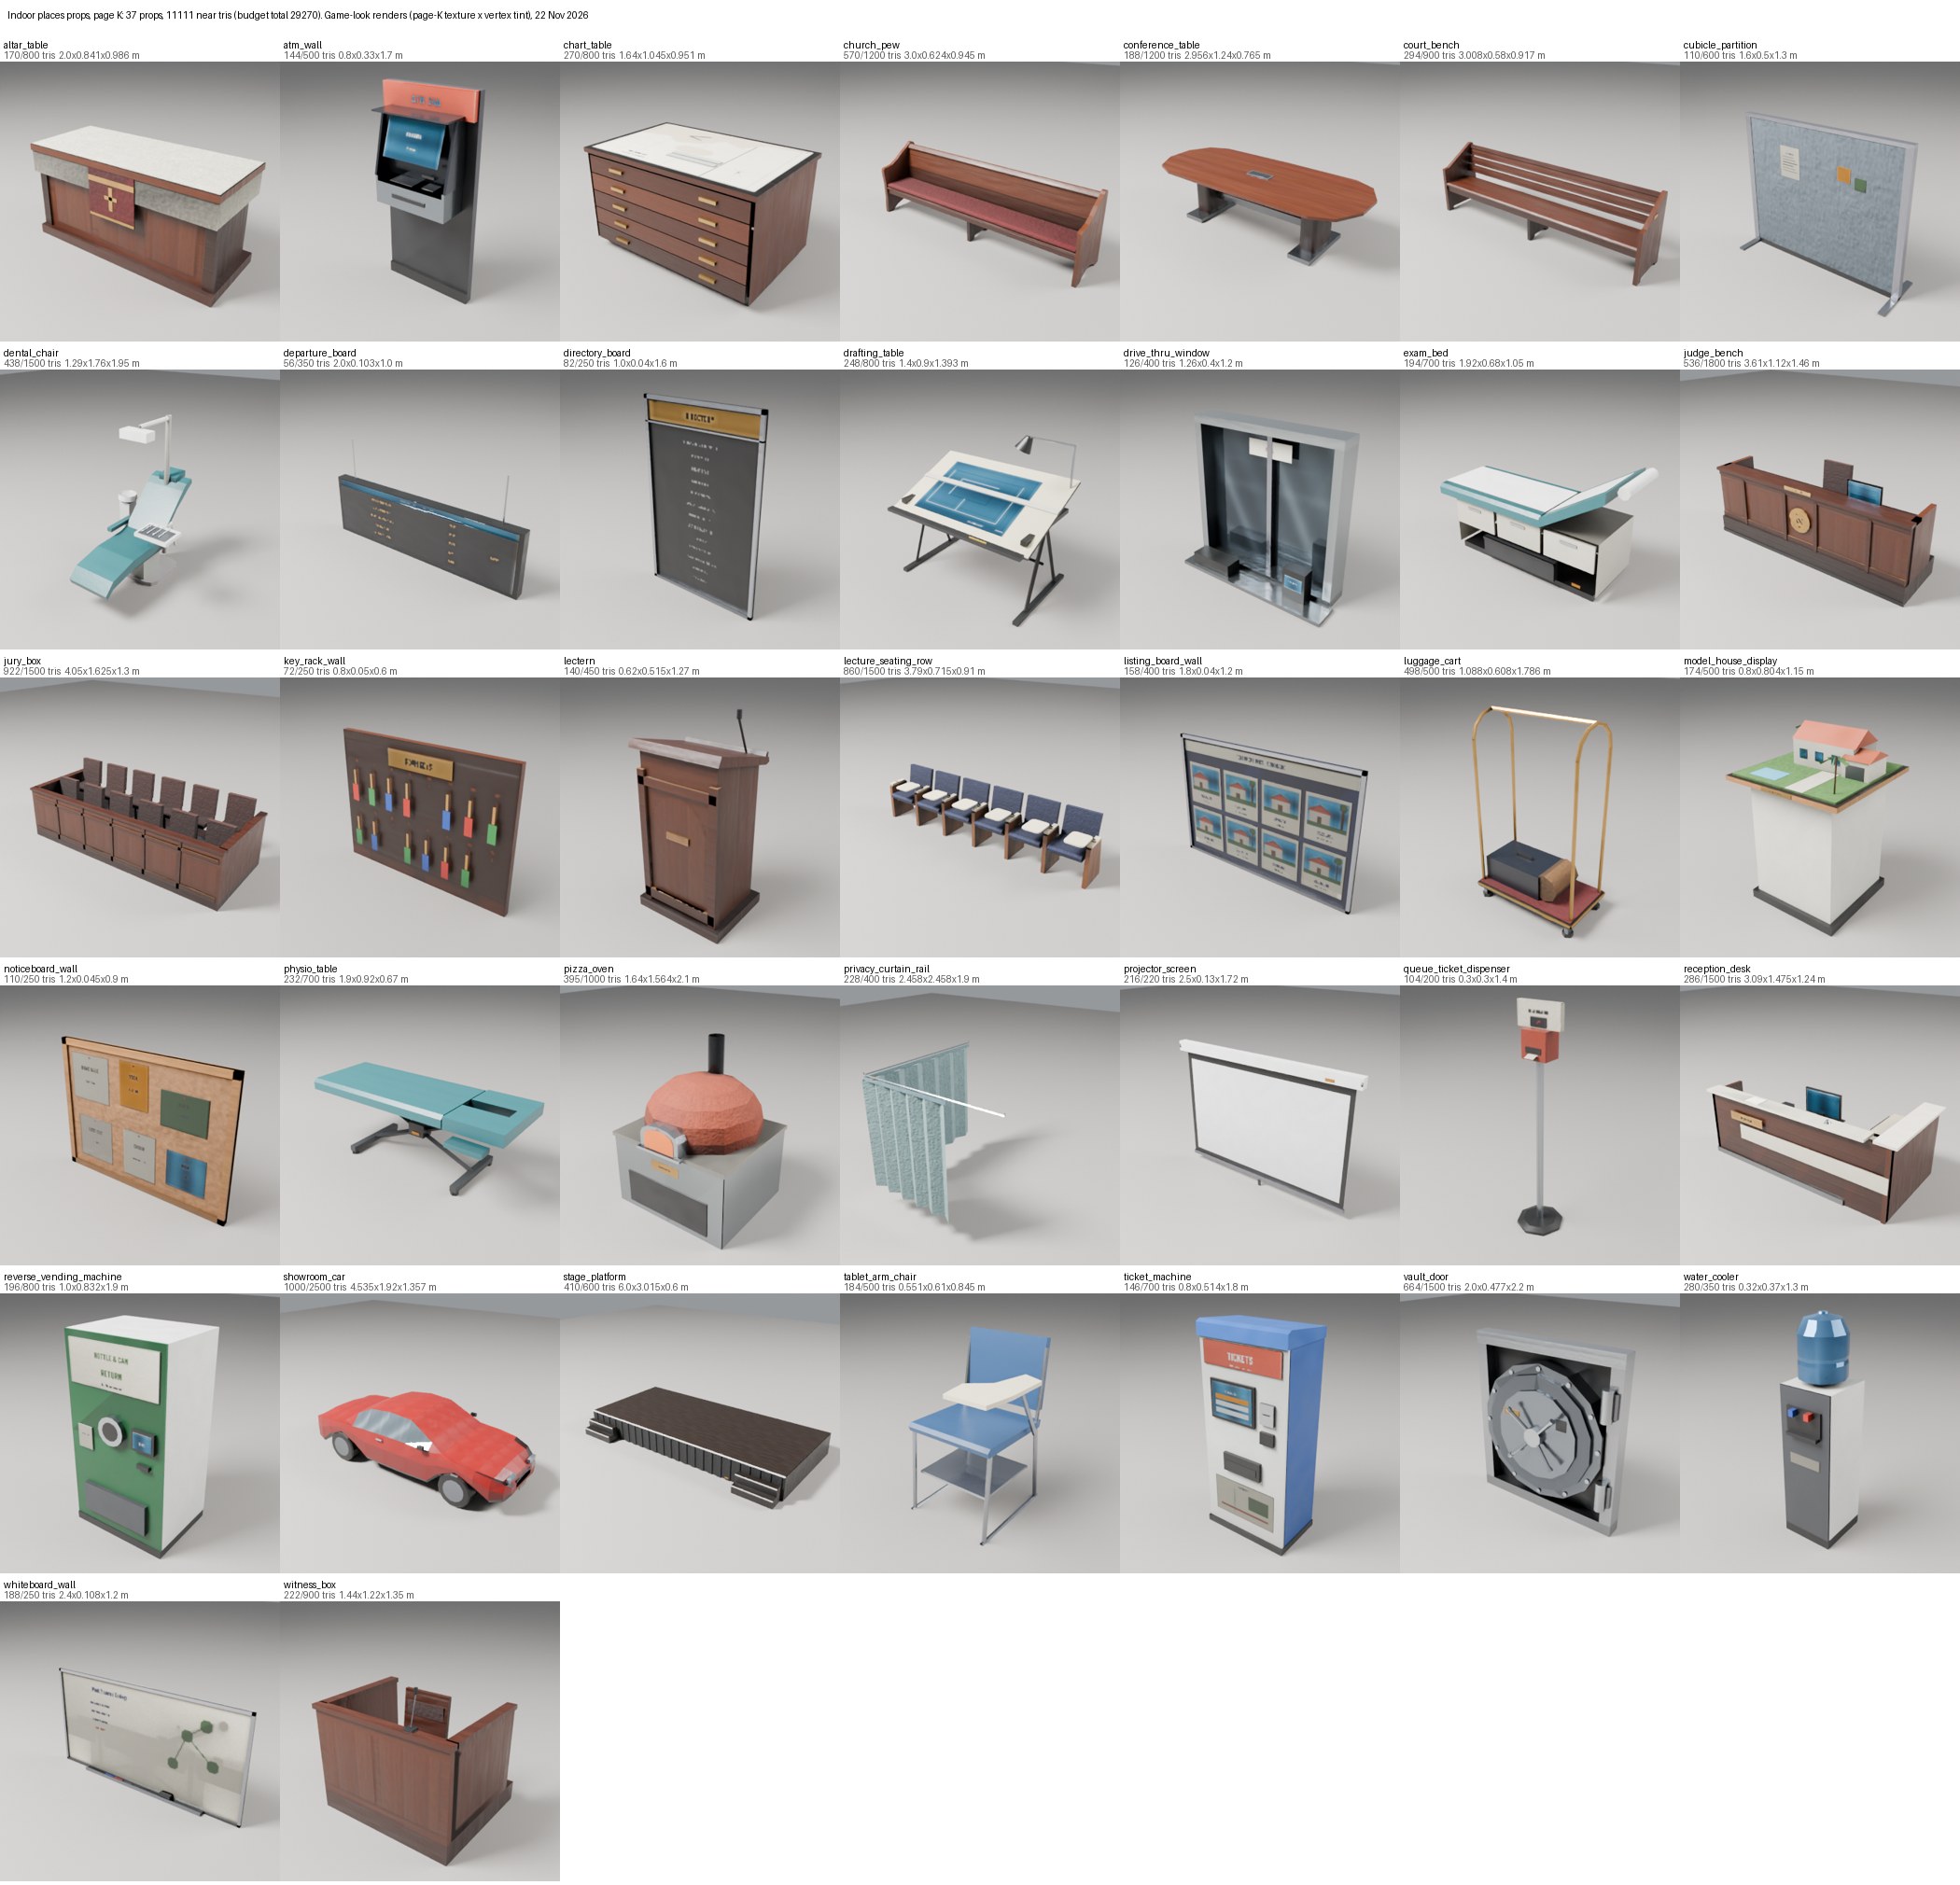 Indoor places props, page K: 37 props, 11111 near tris (budget total 29270). Game-look renders (page-K texture x vertex tint), 22 Nov 2026
altar_table
170/800 tris 2.0x0.841x0.986 m
atm_wall
144/500 tris 0.8x0.33x1.7 m
chart_table
270/800 tris 1.64x1.045x0.951 m
church_pew
570/1200 tris 3.0x0.624x0.945 m
conference_table
188/1200 tris 2.956x1.24x0.765 m
court_bench
294/900 tris 3.008x0.58x0.917 m
cubicle_partition
110/600 tris 1.6x0.5x1.3 m
dental_chair
438/1500 tris 1.29x1.76x1.95 m
departure_board
56/350 tris 2.0x0.103x1.0 m
directory_board
82/250 tris 1.0x0.04x1.6 m
drafting_table
248/800 tris 1.4x0.9x1.393 m
drive_thru_window
126/400 tris 1.26x0.4x1.2 m
exam_bed
194/700 tris 1.92x0.68x1.05 m
judge_bench
536/1800 tris 3.61x1.12x1.46 m
jury_box
922/1500 tris 4.05x1.625x1.3 m
key_rack_wall
72/250 tris 0.8x0.05x0.6 m
lectern
140/450 tris 0.62x0.515x1.27 m
lecture_seating_row
860/1500 tris 3.79x0.715x0.91 m
listing_board_wall
158/400 tris 1.8x0.04x1.2 m
luggage_cart
498/500 tris 1.088x0.608x1.786 m
model_house_display
174/500 tris 0.8x0.804x1.15 m
noticeboard_wall
110/250 tris 1.2x0.045x0.9 m
physio_table
232/700 tris 1.9x0.92x0.67 m
pizza_oven
395/1000 tris 1.64x1.564x2.1 m
privacy_curtain_rail
228/400 tris 2.458x2.458x1.9 m
projector_screen
216/220 tris 2.5x0.13x1.72 m
queue_ticket_dispenser
104/200 tris 0.3x0.3x1.4 m
reception_desk
286/1500 tris 3.09x1.475x1.24 m
reverse_vending_machine
196/800 tris 1.0x0.832x1.9 m
BOTTLE & CAN
RETURN
showroom_car
1000/2500 tris 4.535x1.92x1.357 m
stage_platform
410/600 tris 6.0x3.015x0.6 m
tablet_arm_chair
184/500 tris 0.551x0.61x0.845 m
ticket_machine
146/700 tris 0.8x0.514x1.8 m
TICKETS
vault_door
664/1500 tris 2.0x0.477x2.2 m
water_cooler
280/350 tris 0.32x0.37x1.3 m
whiteboard_wall
188/250 tris 2.4x0.108x1.2 m
witness_box
222/900 tris 1.44x1.22x1.35 m